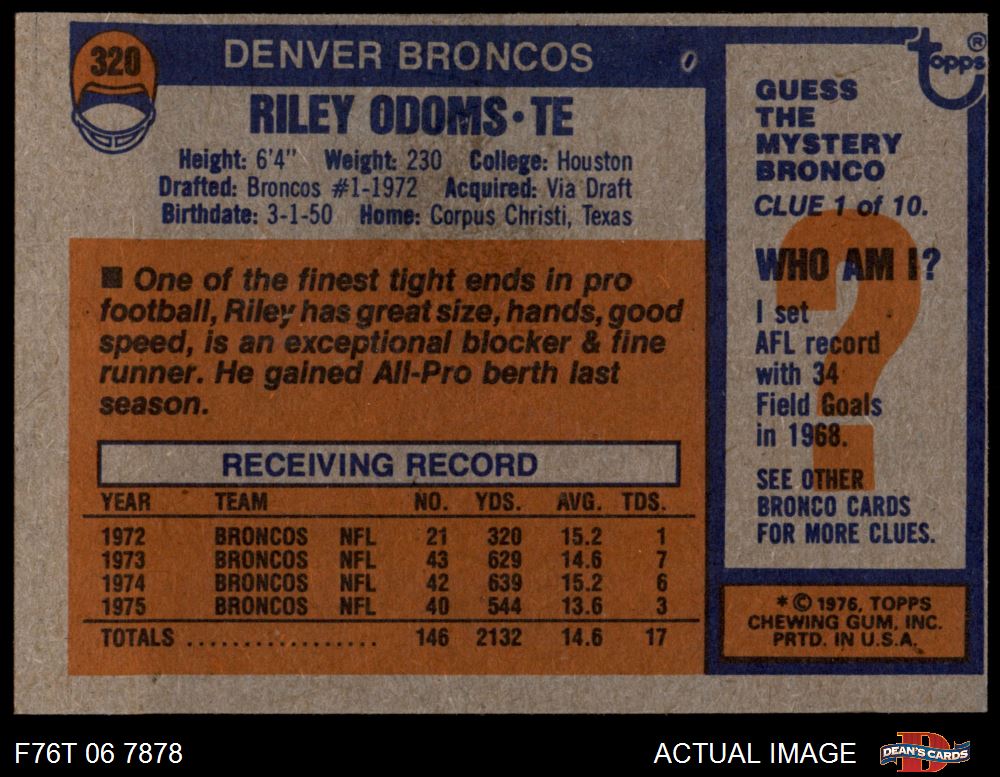 320
DENVER BRONCOS
RILEY ODOMS • TE
Height: 6'4" Weight: 230 College: Houston
Drafted: Broncos #1-1972 Acquired: Via Draft
Birthdate: 3-1-50 Home: Corpus Christi, Texas
■ One of the finest tight ends in pro
football, Riley has great size, hands, good
speed, is an exceptional blocker & fine
runner. He gained All-Pro berth last
season.
RECEIVING RECORD
YEAR TEAM NO. YDS. AVG. TDS.
1972 BRONCOS NFL 21 320 15.2 1
1973 BRONCOS NFL 43 629 14.6 7
1974 BRONCOS NFL 42 639 15.2 6
1975 BRONCOS NFL 40 544 13.6 3
TOTALS .................. 146 2132 14.6 17
topps®
GUESS
THE
MYSTERY
BRONCO
CLUE 1 of 10.
?
WHO AM I?
I set
AFL record
with 34
Field Goals
in 1968.
SEE OTHER
BRONCO CARDS
FOR MORE CLUES.
* © 1976, TOPPS
CHEWING GUM, INC.
PRTD. IN U.S.A.
F76T 06 7878
ACTUAL IMAGE
D
DEAN'S CARDS